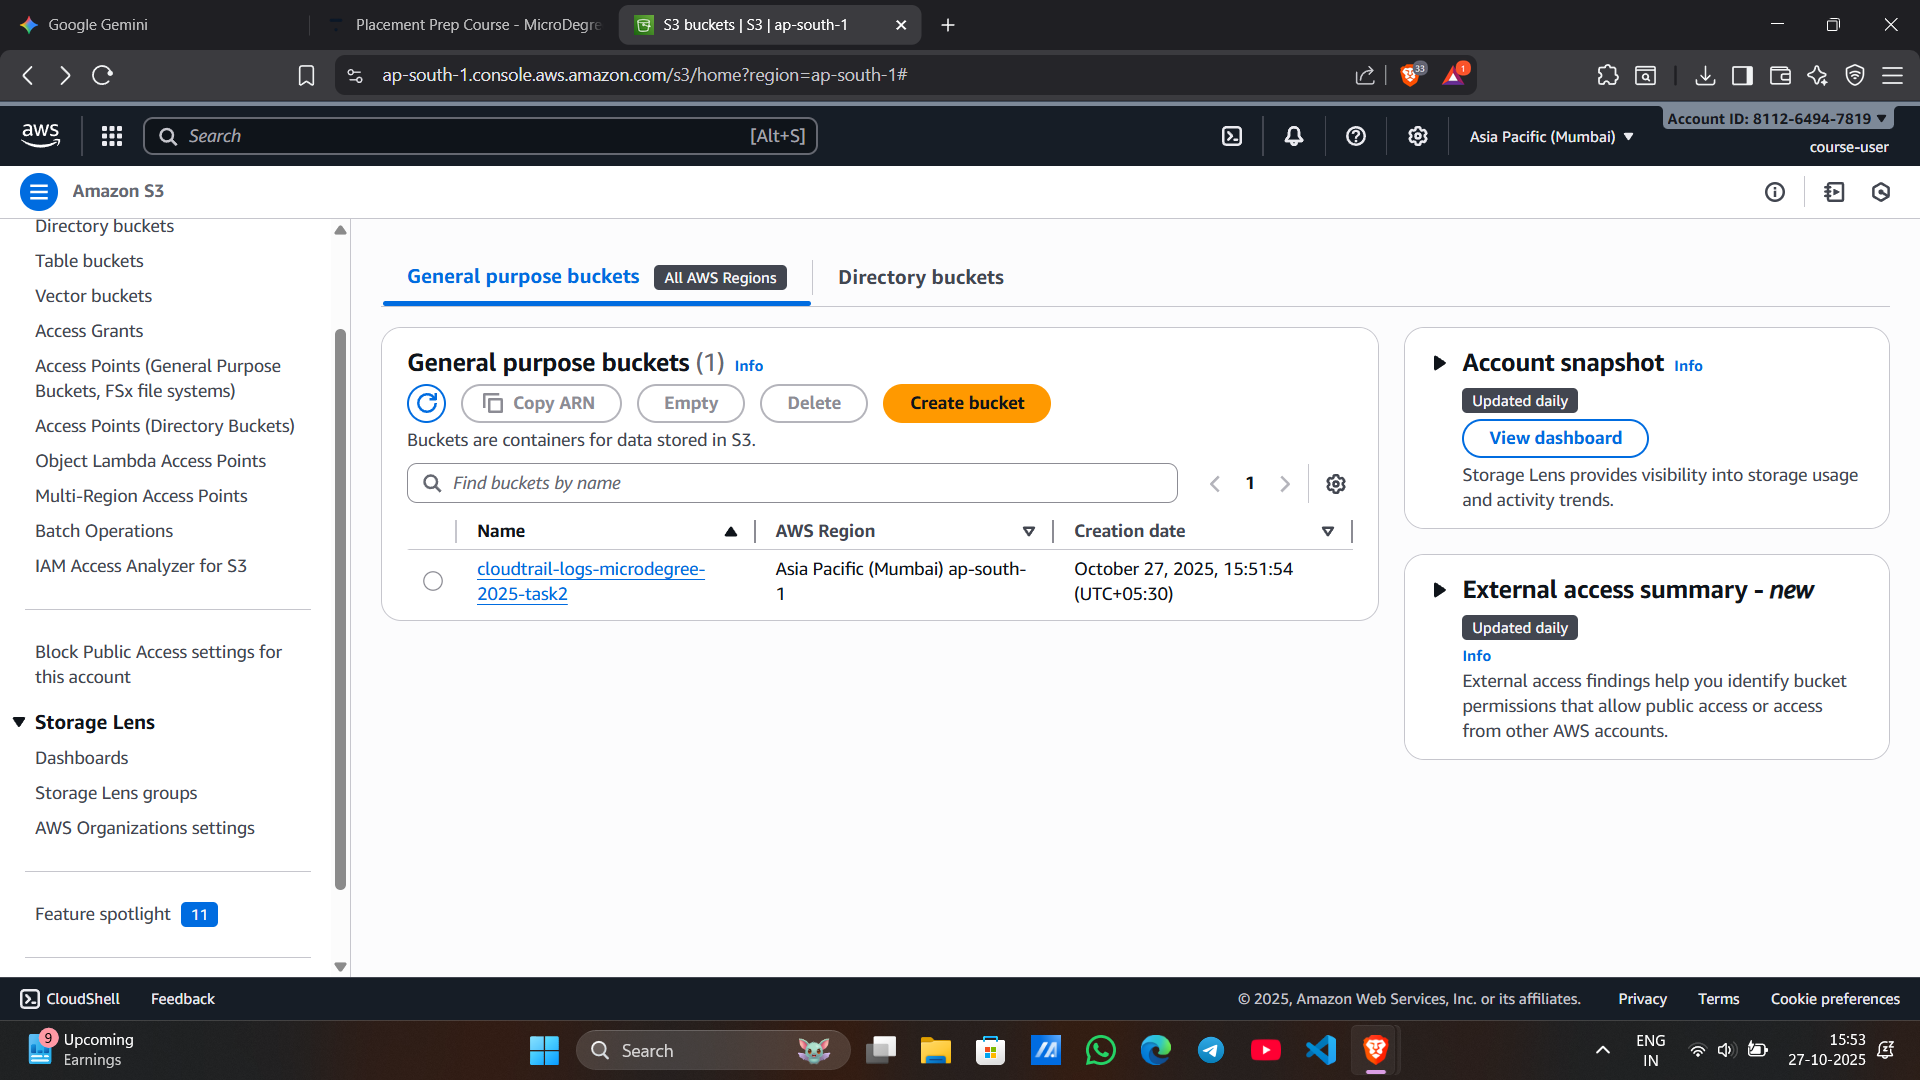 Google Gemini
Placement Prep Course - MicroDegre
S3 buckets | S3 | ap-south-1
ap-south-1.console.aws.amazon.com/s3/home?region=ap-south-1#
33
1
aws
Search
[Alt+S]
Asia Pacific (Mumbai)
Account ID: 8112-6494-7819
course-user
Amazon S3
Directory buckets
Table buckets
Vector buckets
Access Grants
Access Points (General Purpose
Buckets, FSx file systems)
Access Points (Directory Buckets)
Object Lambda Access Points
Multi-Region Access Points
Batch Operations
IAM Access Analyzer for S3
Block Public Access settings for
this account
Storage Lens
Dashboards
Storage Lens groups
AWS Organizations settings
Feature spotlight 11
General purpose buckets All AWS Regions
Directory buckets
General purpose buckets (1) Info
Copy ARN
Empty
Delete
Create bucket
Buckets are containers for data stored in S3.
Find buckets by name
1
Name
AWS Region
Creation date
cloudtrail-logs-microdegree-
2025-task2
Asia Pacific (Mumbai) ap-south-
1
October 27, 2025, 15:51:54
(UTC+05:30)
Account snapshot Info
Updated daily
View dashboard
Storage Lens provides visibility into storage usage
and activity trends.
External access summary - new
Updated daily
Info
External access findings help you identify bucket
permissions that allow public access or access
from other AWS accounts.
CloudShell
Feedback
© 2025, Amazon Web Services, Inc. or its affiliates.
Privacy
Terms
Cookie preferences
9
Upcoming
Earnings
Search
ENG
IN
15:53
27-10-2025